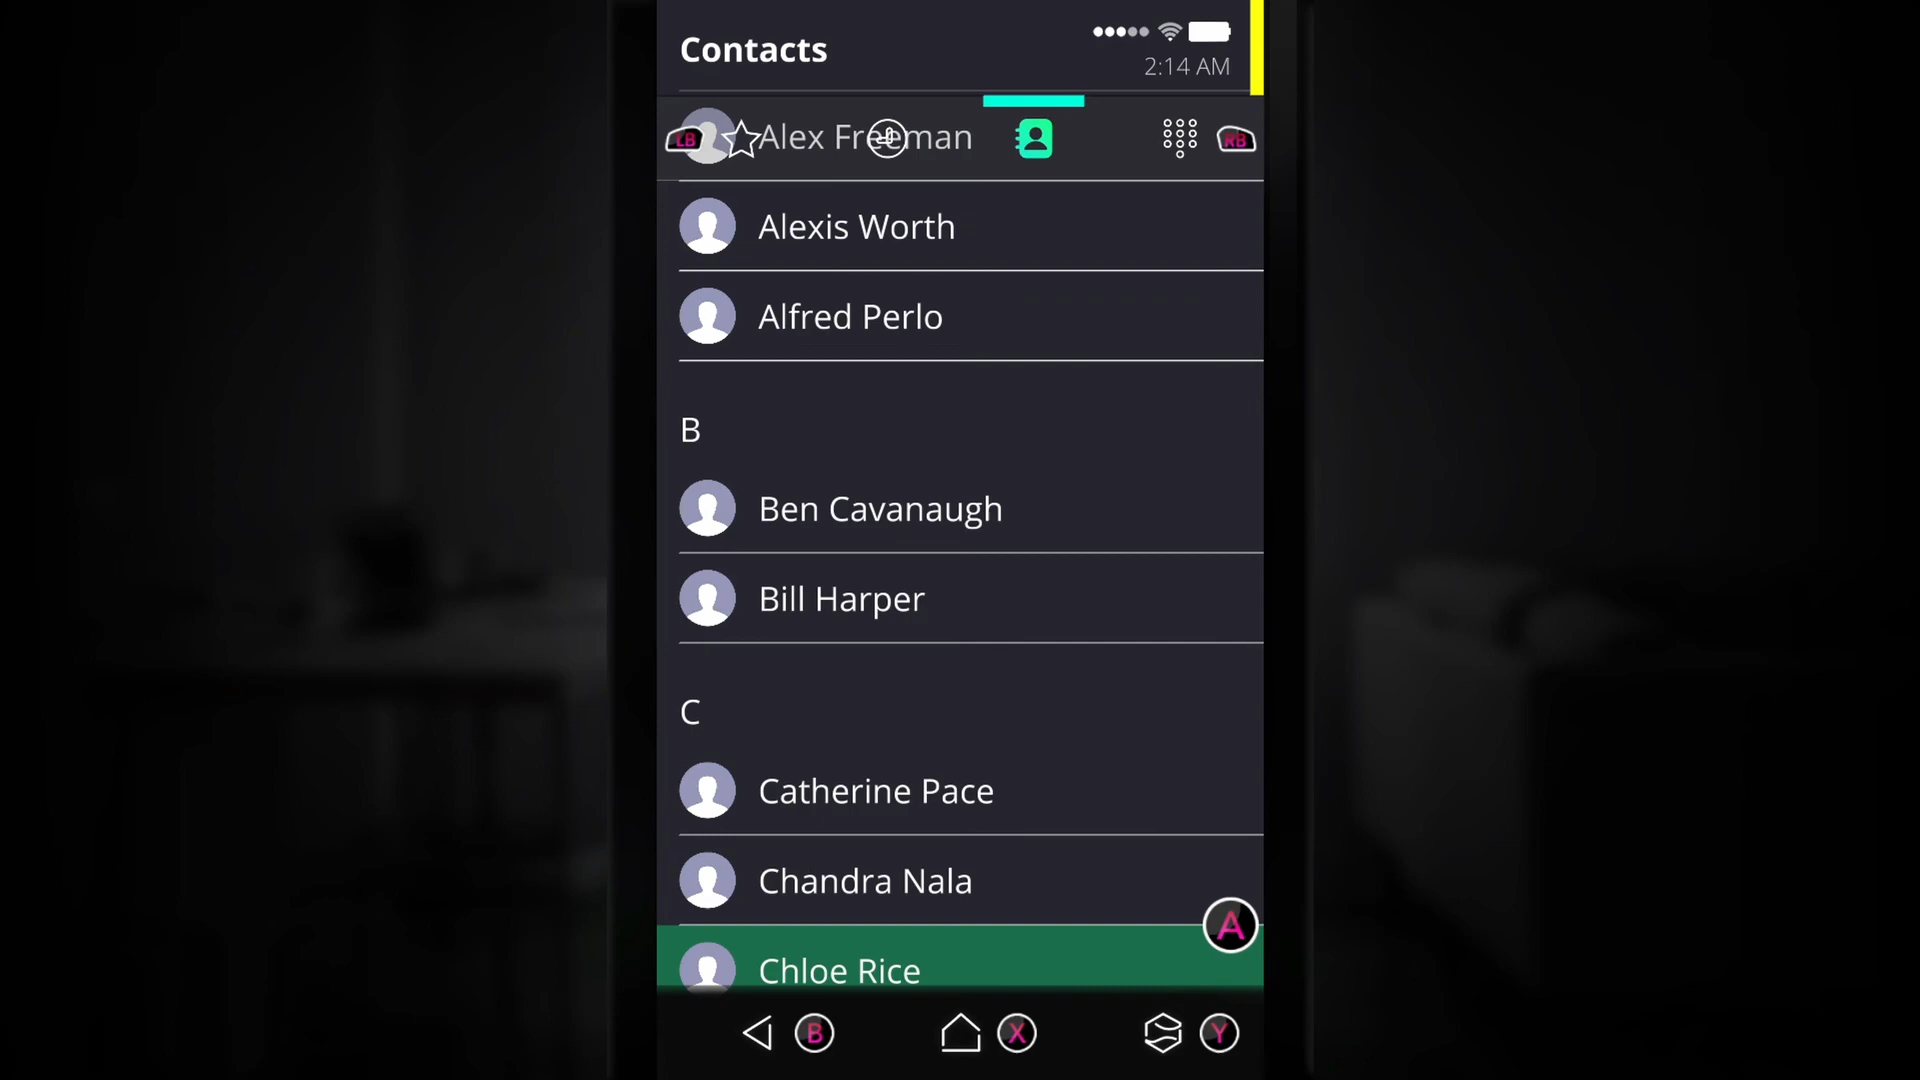 Contacts
2:14 AM
LB
Alex Freeman
RB
Alexis Worth
Alfred Perlo
B
Ben Cavanaugh
Bill Harper
C
Catherine Pace
Chandra Nala
A
Chloe Rice
B
X
Y